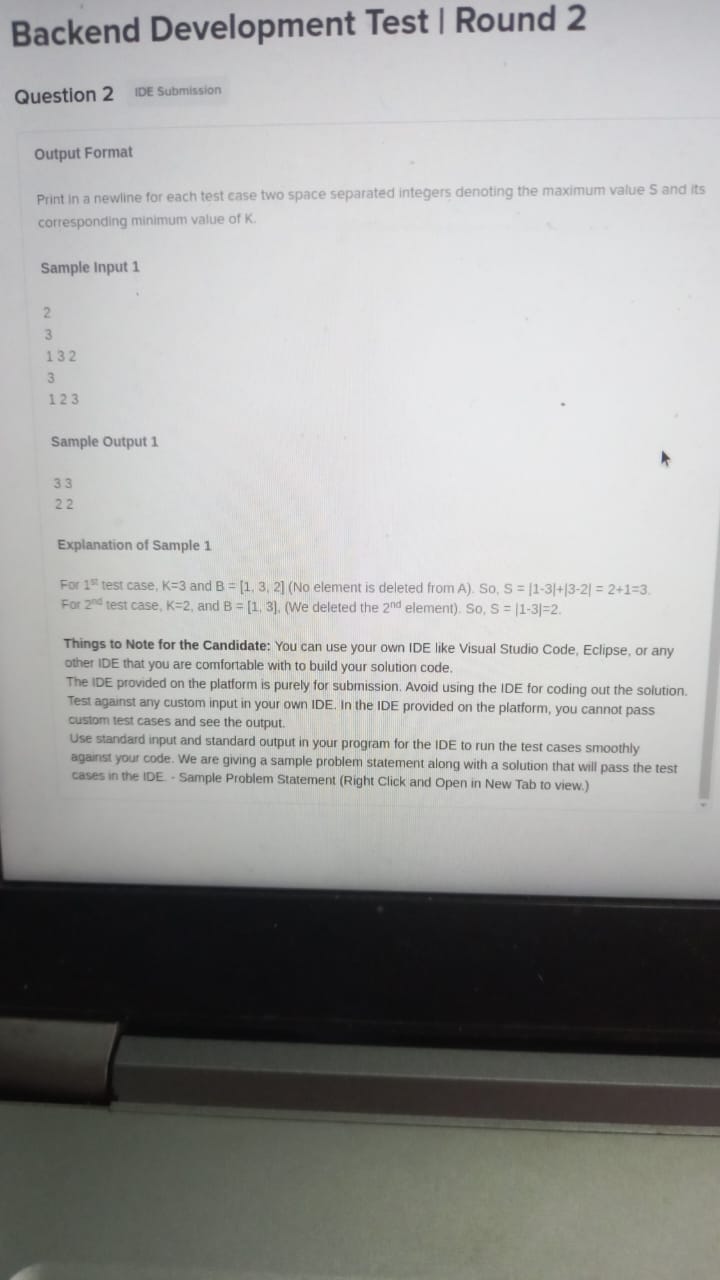 Backend Development Test | Round 2
Question 2 IDE Submission
Output Format
Print in a newline for each test case two space separated integers denoting the maximum value S and its
corresponding minimum value of K.
Sample Input 1
2
3
1 3 2
3
1 2 3
Sample Output 1
3 3
2 2
Explanation of Sample 1
For 1st test case, K=3 and B = [1, 3, 2] (No element is deleted from A). So, S = |1-3|+|3-2| = 2+1=3.
For 2nd test case, K=2, and B = [1, 3], (We deleted the 2nd element). So, S = |1-3|=2.
Things to Note for the Candidate: You can use your own IDE like Visual Studio Code, Eclipse, or any
other IDE that you are comfortable with to build your solution code.
The IDE provided on the platform is purely for submission. Avoid using the IDE for coding out the solution.
Test against any custom input in your own IDE. In the IDE provided on the platform, you cannot pass
custom test cases and see the output.
Use standard input and standard output in your program for the IDE to run the test cases smoothly
against your code. We are giving a sample problem statement along with a solution that will pass the test
cases in the IDE. - Sample Problem Statement (Right Click and Open in New Tab to view.)